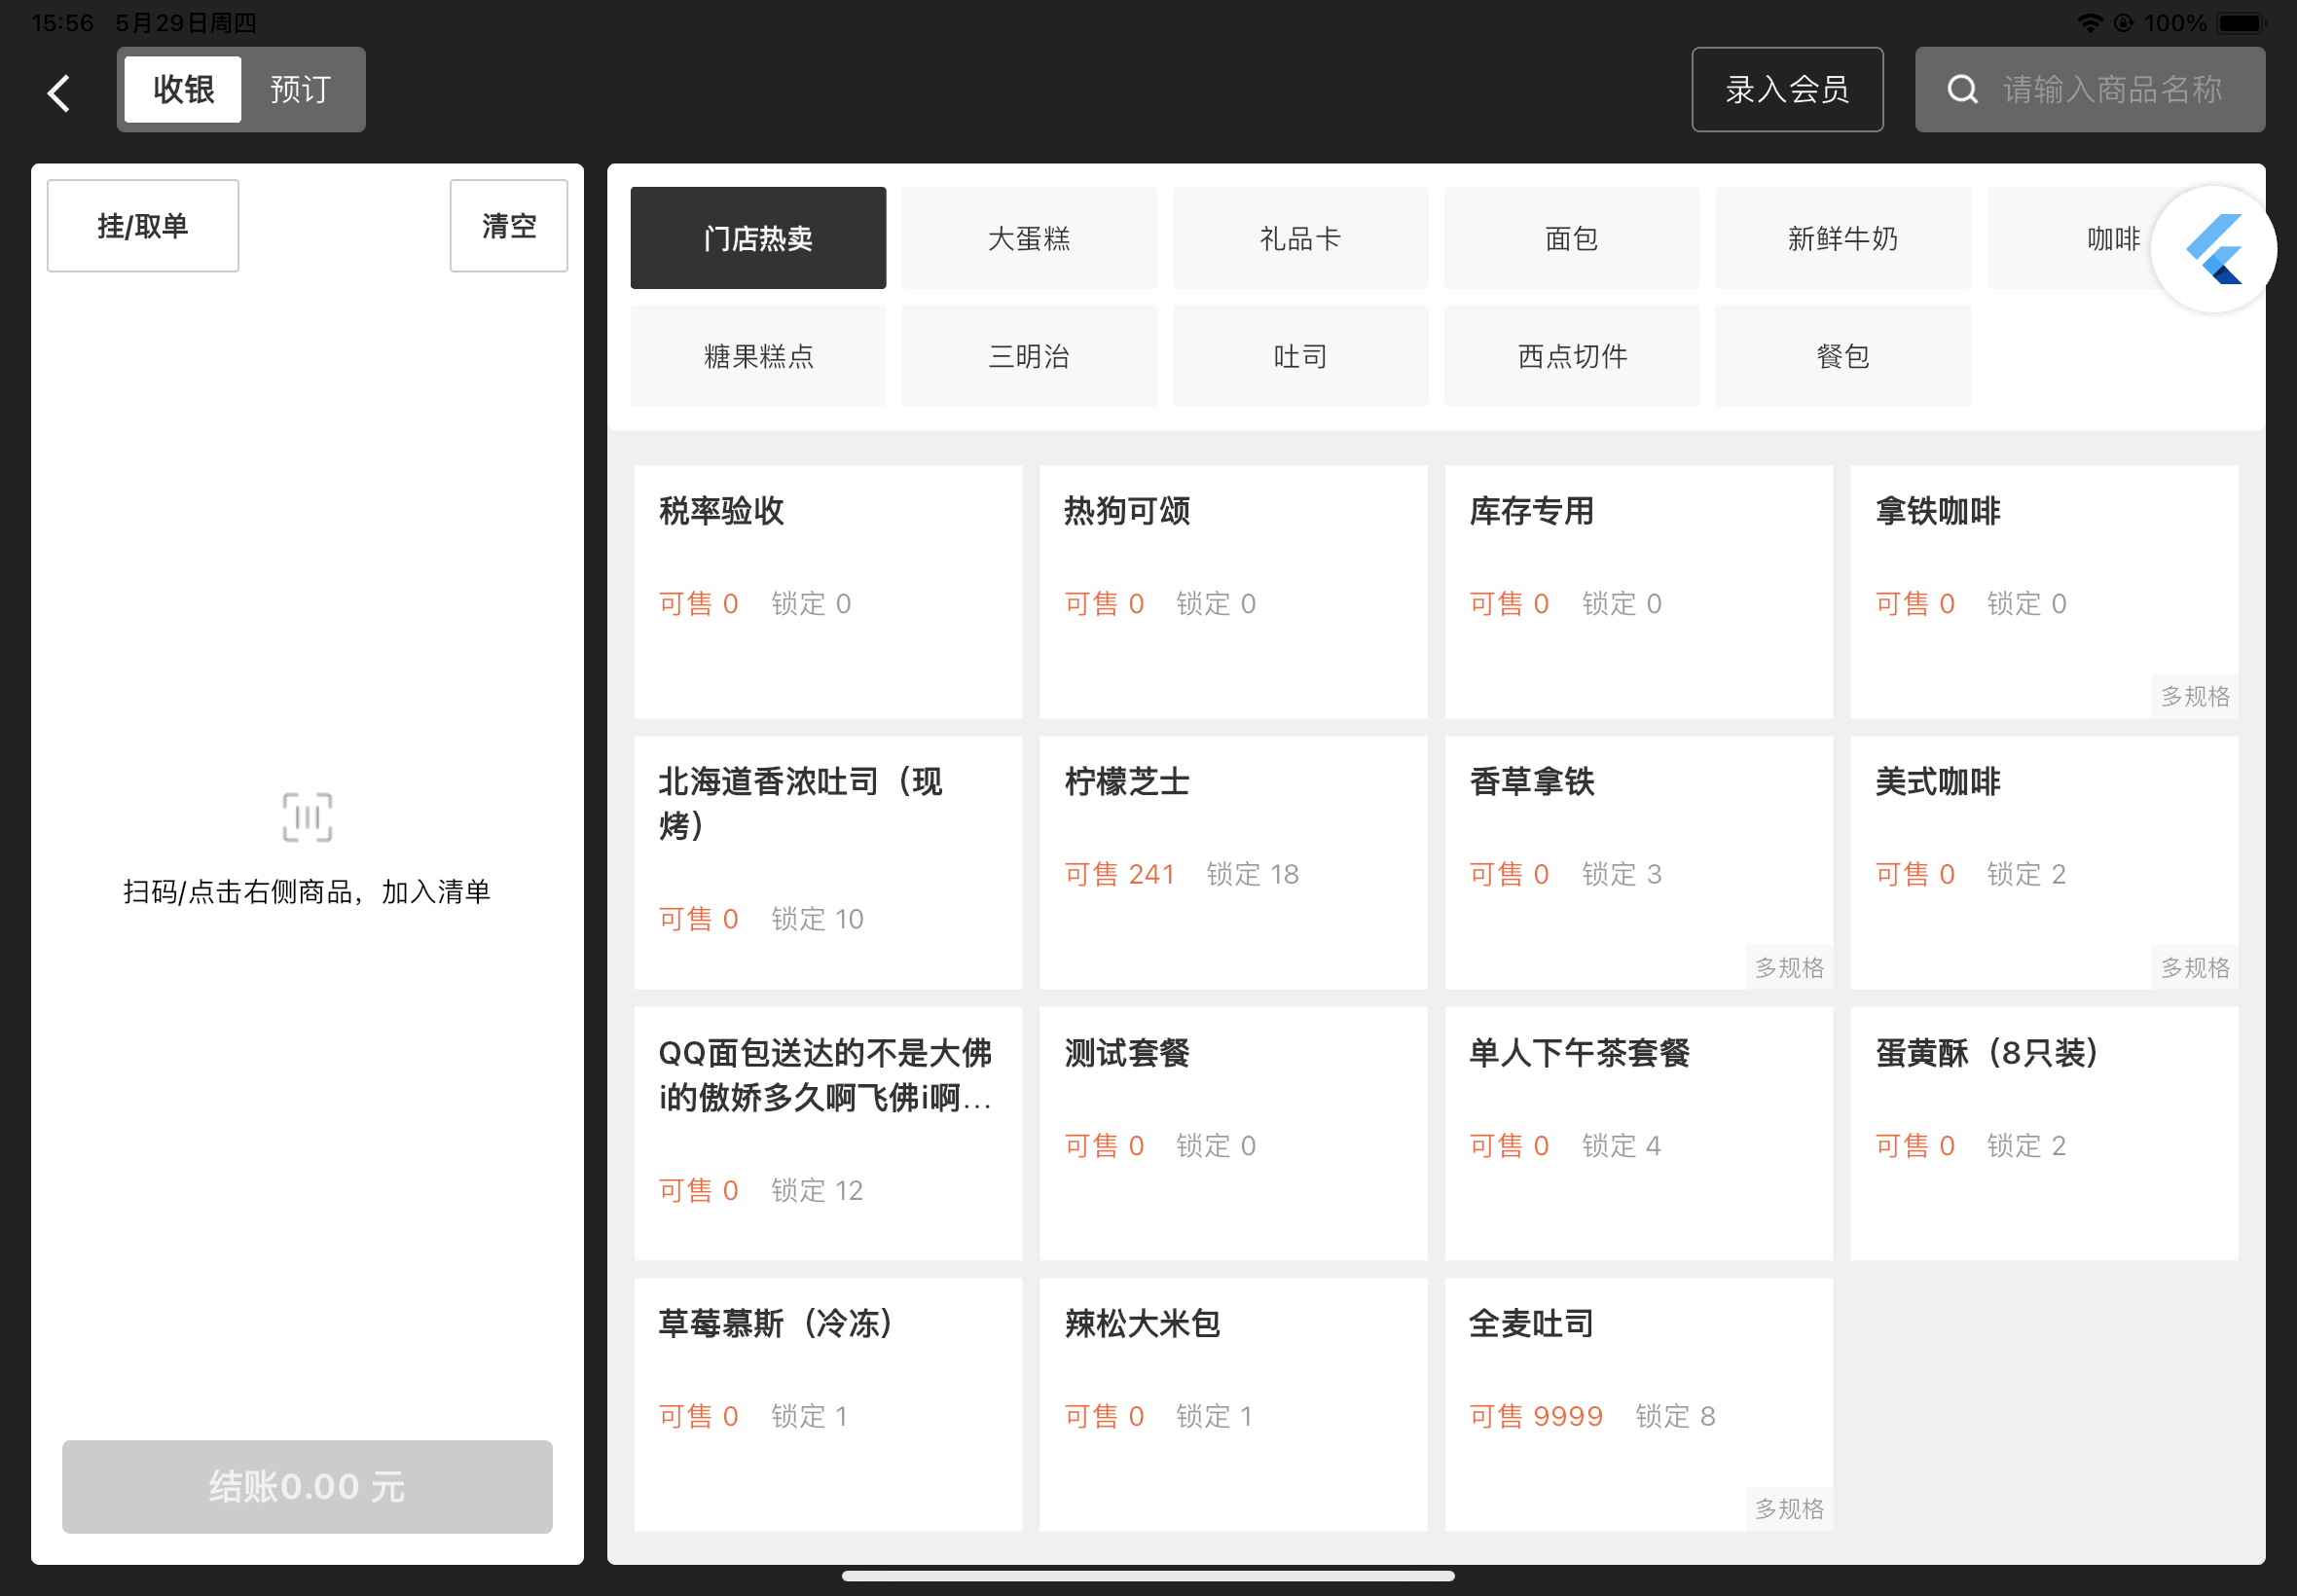 15:56 5月29日周四
100%
收银 预订
录入会员
请输入商品名称
挂/取单
清空
扫码/点击右侧商品，加入清单
结账0.00 元
门店热卖 大蛋糕 礼品卡 面包 新鲜牛奶 咖啡
糖果糕点 三明治 吐司 西点切件 餐包
税率验收
可售 0 锁定 0
热狗可颂
可售 0 锁定 0
库存专用
可售 0 锁定 0
拿铁咖啡
可售 0 锁定 0
多规格
北海道香浓吐司（现
烤）
可售 0 锁定 10
柠檬芝士
可售 241 锁定 18
香草拿铁
可售 0 锁定 3
多规格
美式咖啡
可售 0 锁定 2
多规格
QQ面包送达的不是大佛
i的傲娇多久啊飞佛i啊...
可售 0 锁定 12
测试套餐
可售 0 锁定 0
单人下午茶套餐
可售 0 锁定 4
蛋黄酥（8只装）
可售 0 锁定 2
草莓慕斯（冷冻）
可售 0 锁定 1
辣松大米包
可售 0 锁定 1
全麦吐司
可售 9999 锁定 8
多规格